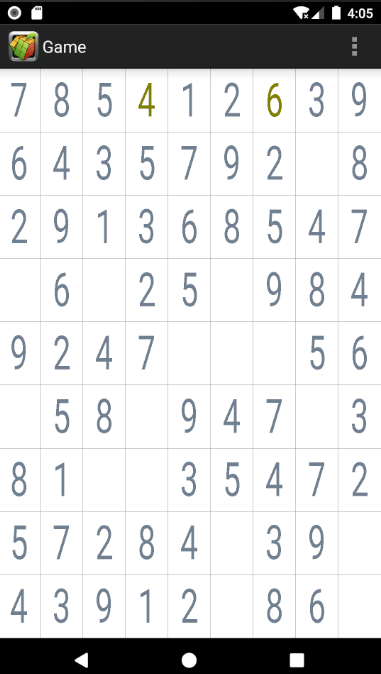 4:05
Game
7 8 5 4 1 2 6 3 9
6 4 3 5 7 9 2 8
2 9 1 3 6 8 5 4 7
6 2 5 9 8 4
9 2 4 7 5 6
5 8 9 4 7 3
8 1 3 5 4 7 2
5 7 2 8 4 3 9
4 3 9 1 2 8 6